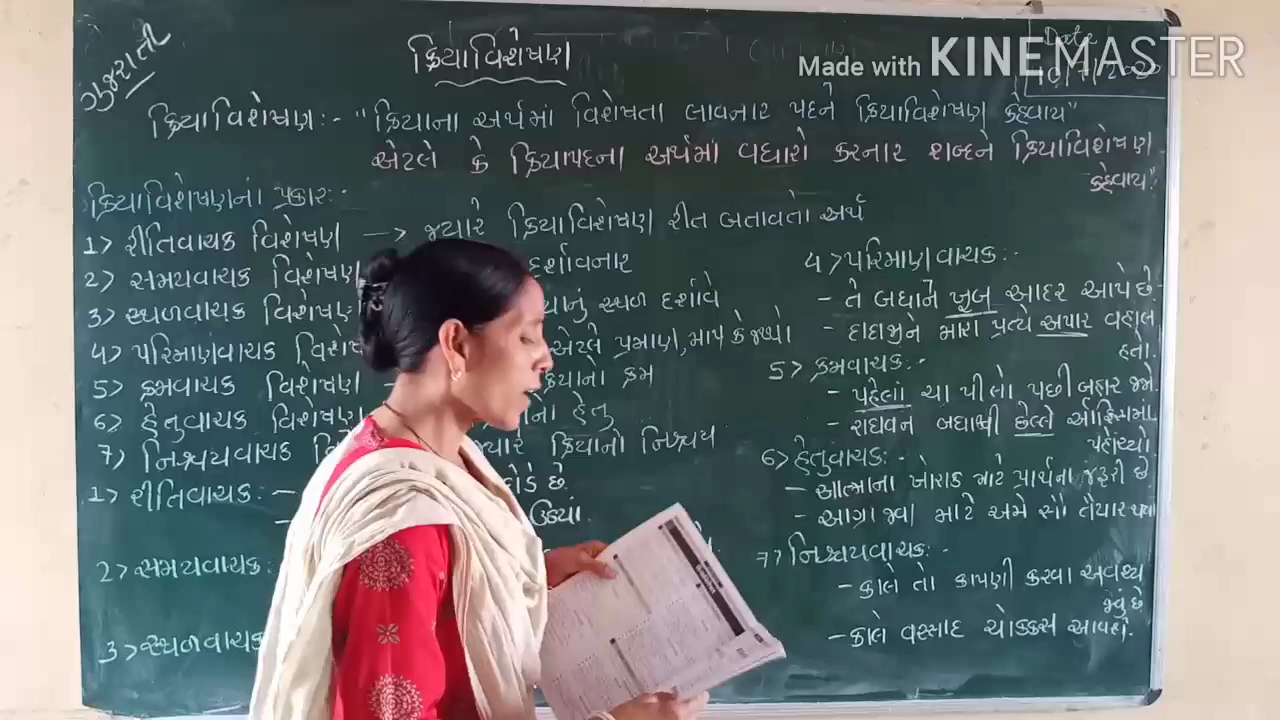 ગુજરાતી
ક્રિયાવિશેષણ
Date
Made with KINEMASTER
ક્રિયાવિશેષણ:- "ક્રિયાના અર્થમાં વિશેષતા લાવનાર પદને ક્રિયાવિશેષણ કહેવાય"
એટલે કે ક્રિયાપદના અર્થમાં વધારો કરનાર શબ્દને ક્રિયાવિશેષણ
કહેવાય".
ક્રિયાવિશેષણનાં પ્રકાર:-
1> રીતિવાચક વિશેષણ —> જ્યારે ક્રિયાવિશેષણ રીત બતાવતો અર્થ
2> સમયવાચક વિશેષણ દર્શાવનાર
3> સ્થળવાચક વિશેષણ સ્થળ દર્શાવે
4> પરિમાણવાચક એટલે પ્રમાણ, માપ કે જથ્થો
5> ક્રમવાચક વિશેષણ ક્રમ
6> હેતુવાચક વિશેષણ હેતુ
7> નિશ્ચયવાચક ક્રિયાનો નિશ્ચય
1> રીતિવાચક:- દોડે છે.
2> સમયવાચક:
3> સ્થળવાચક
4> પરિમાણવાચક:-
- તે બધાને ખૂબ આદર આપે છે.
- દાદાજીને મારા પ્રત્યે અપાર વહાલ
હતો.
5> ક્રમવાચક:-
- પહેલાં ચા પી લો પછી બહાર જમે.
- રાઘવન બધાથી છેલ્લે ઓફિસમાં
પહોંચ્યો
6> હેતુવાચક:-
- આત્માના ખોરાક માટે પ્રાર્થના જરૂરી છે.
- આગ્રા જવા માટે અમે સૌ તૈયાર થયા
7> નિશ્ચયવાચક:-
- કાલે તો કાપણી કરવા અવશ્ય
જવું છે
- કાલે વરસાદ ચોક્કસ આવશે.